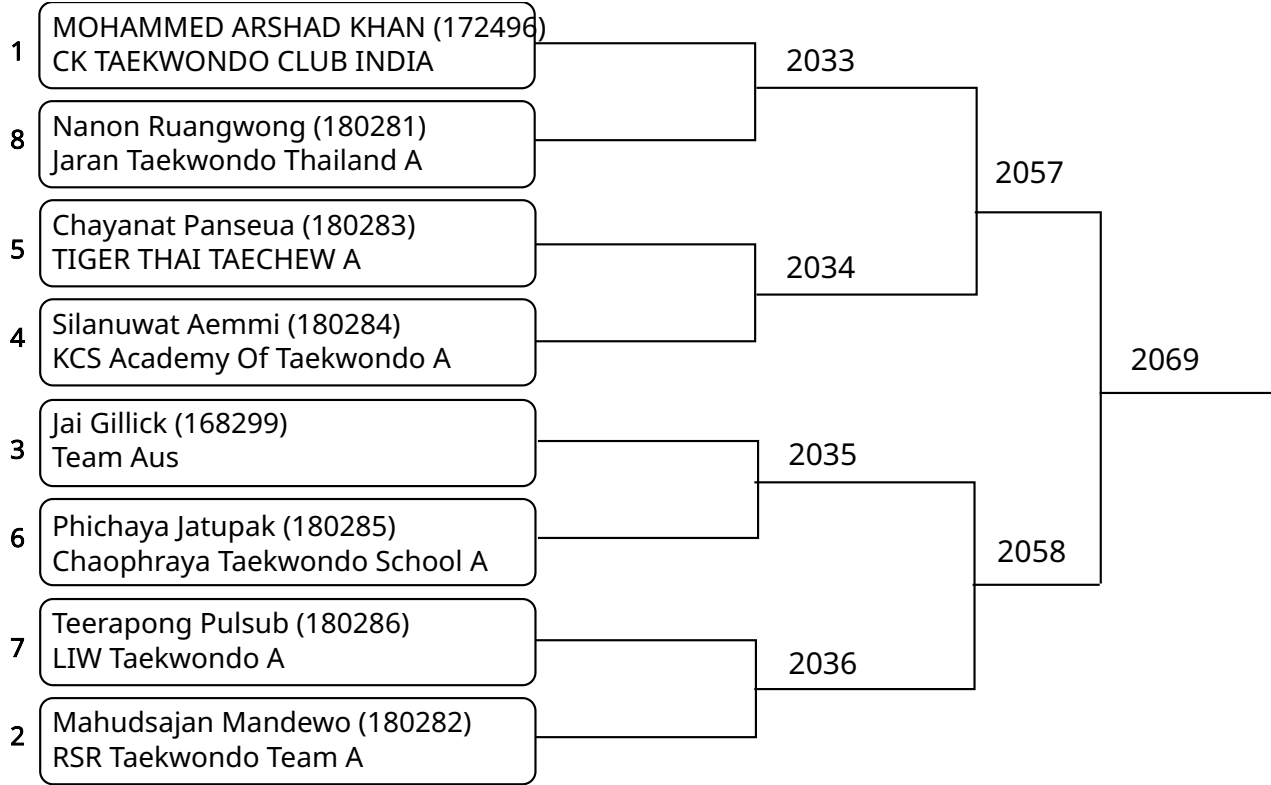 1
MOHAMMED ARSHAD KHAN (172496)
CK TAEKWONDO CLUB INDIA
8
Nanon Ruangwong (180281)
Jaran Taekwondo Thailand A
2033
5
Chayanat Panseua (180283)
TIGER THAI TAECHEW A
4
Silanuwat Aemmi (180284)
KCS Academy Of Taekwondo A
2034
2057
3
Jai Gillick (168299)
Team Aus
6
Phichaya Jatupak (180285)
Chaophraya Taekwondo School A
2035
7
Teerapong Pulsub (180286)
LIW Taekwondo A
2
Mahudsajan Mandewo (180282)
RSR Taekwondo Team A
2036
2058
2069